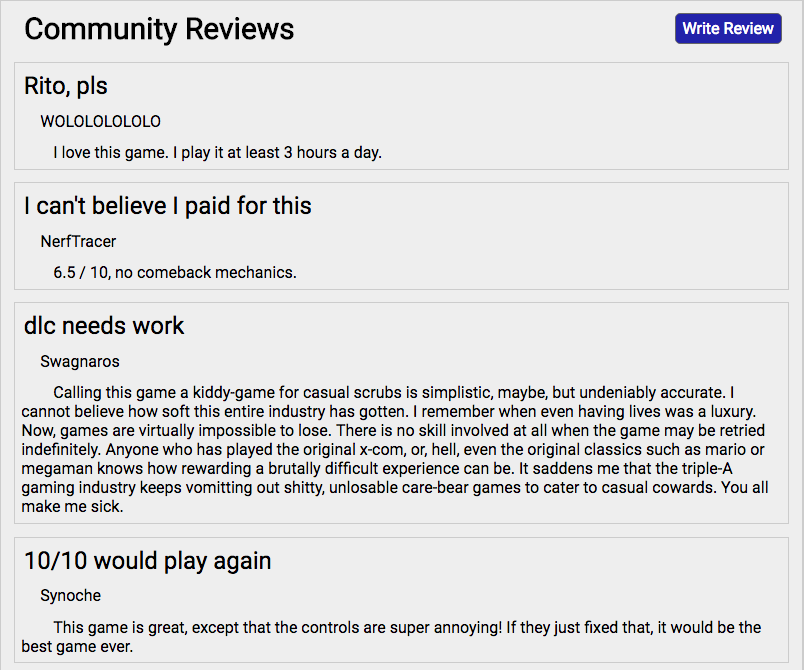 Community Reviews
Write Review
Rito, pls
WOLOLOLOLOLO
I love this game. I play it at least 3 hours a day.
I can't believe I paid for this
NerfTracer
6.5 / 10, no comeback mechanics.
dlc needs work
Swagnaros
Calling this game a kiddy-game for casual scrubs is simplistic, maybe, but undeniably accurate. I
cannot believe how soft this entire industry has gotten. I remember when even having lives was a luxury.
Now, games are virtually impossible to lose. There is no skill involved at all when the game may be retried
indefinitely. Anyone who has played the original x-com, or, hell, even the original classics such as mario or
megaman knows how rewarding a brutally difficult experience can be. It saddens me that the triple-A
gaming industry keeps vomitting out shitty, unlosable care-bear games to cater to casual cowards. You all
make me sick.
10/10 would play again
Synoche
This game is great, except that the controls are super annoying! If they just fixed that, it would be the
best game ever.